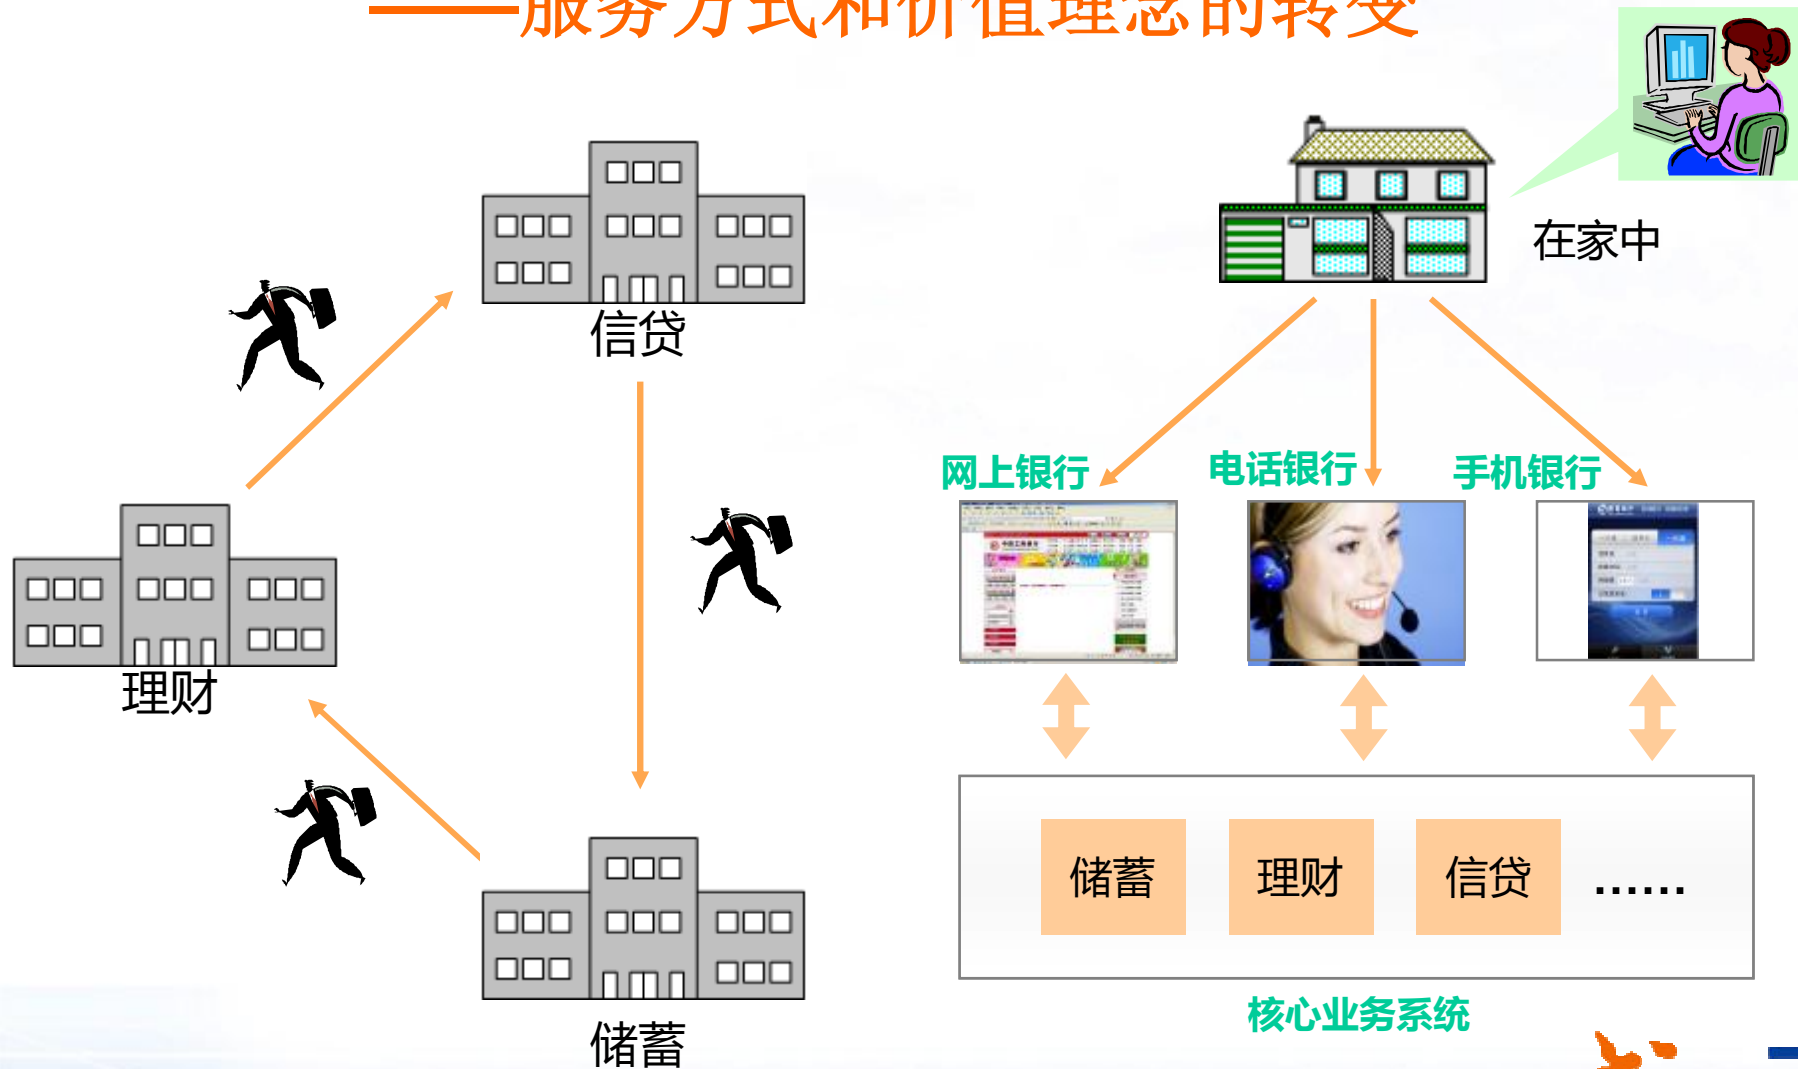 ——服务方式和价值理念的转变
信贷
理财
储蓄
在家中
网上银行
电话银行
手机银行
储蓄
理财
信贷
……
核心业务系统